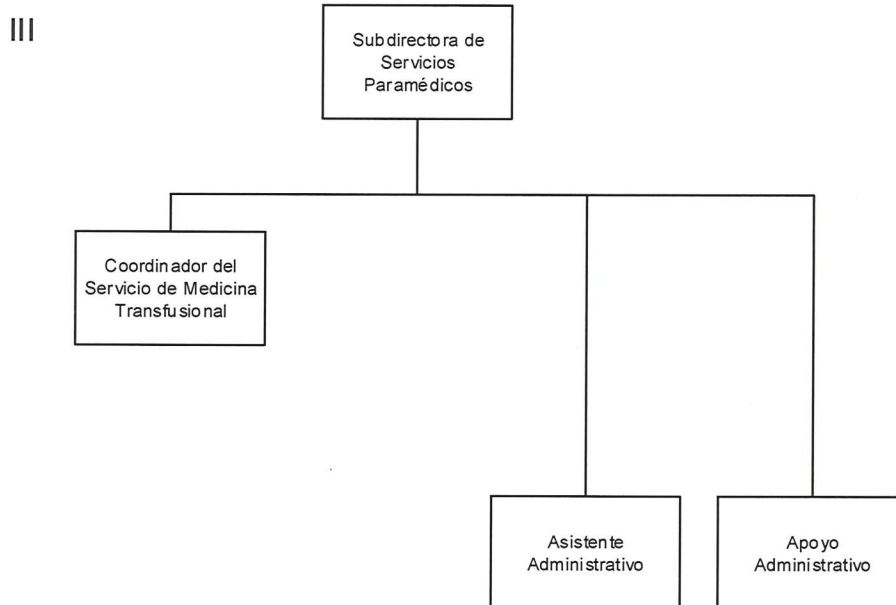 III
Subdirectora de
Servicios
Paramédicos
Coordinador del
Servicio de Medicina
Transfusional
Asistente
Administrativo
Apoyo
Administrativo